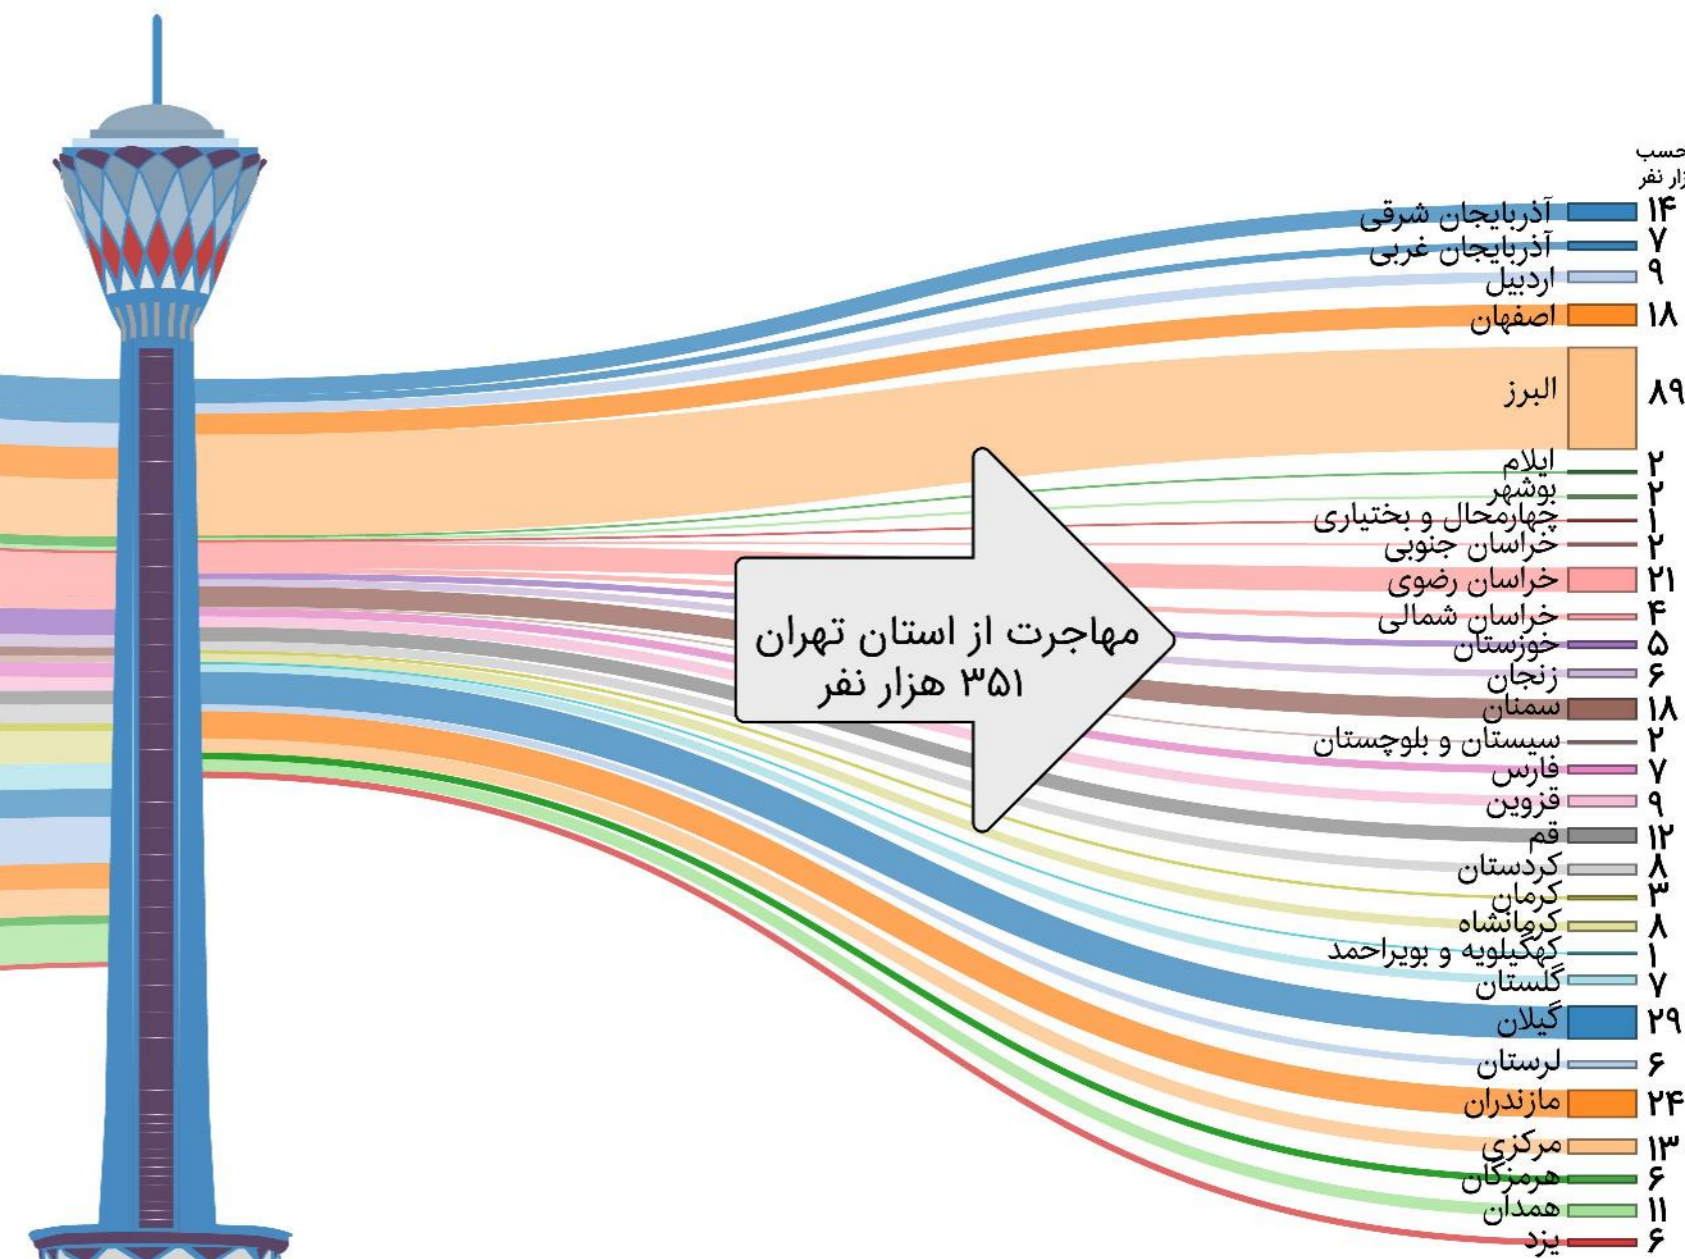 حسب
زار نفر
آذربایجان شرقی ۱۴
آذربایجان غربی ۷
اردبیل ۹
اصفهان ۱۸
البرز ۸۹
ایلام ۲
بوشهر ۲
چهارمحال و بختیاری ۱
خراسان جنوبی ۲
خراسان رضوی ۲۱
خراسان شمالی ۴
خوزستان ۵
زنجان ۶
سمنان ۱۸
سیستان و بلوچستان ۲
فارس ۷
قزوین ۹
قم ۱۲
کردستان ۸
کرمان ۳
کرمانشاه ۸
کهگیلویه و بویراحمد ۱
گلستان ۷
گیلان ۲۹
لرستان ۶
مازندران ۲۴
مرکزی ۱۳
هرمزگان ۶
همدان ۱۱
یزد ۶
مهاجرت از استان تهران
۳۵۱ هزار نفر